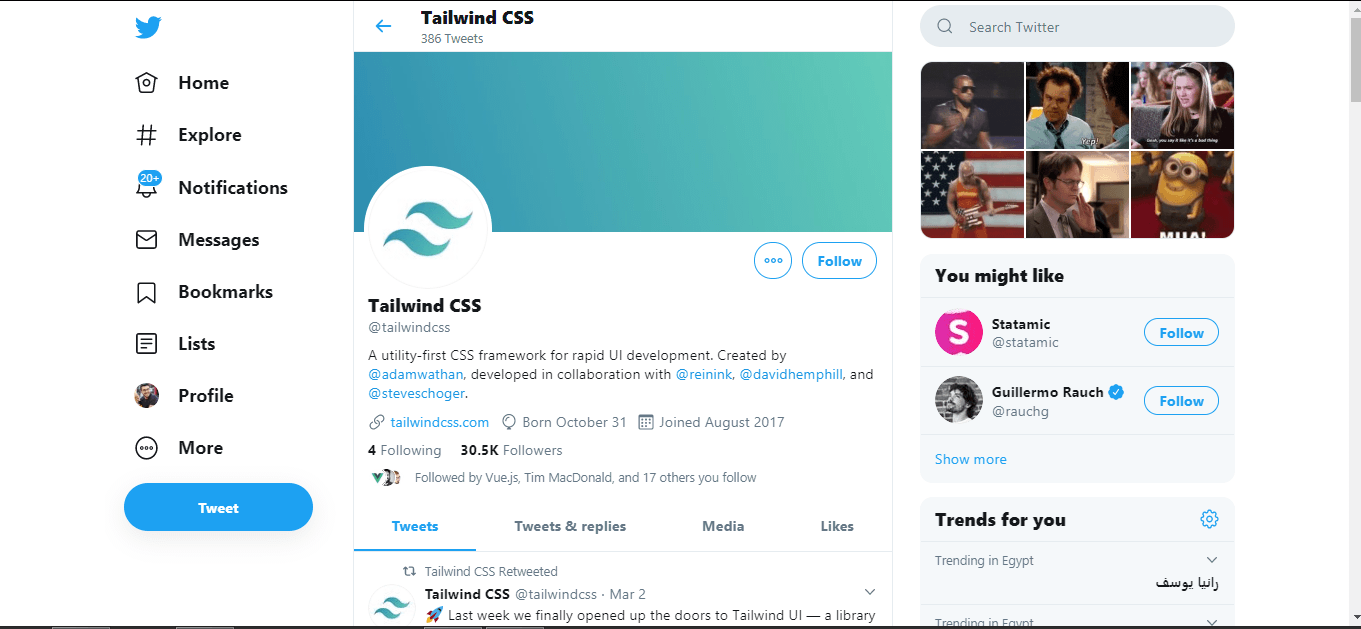 Tailwind CSS
386 Tweets
Search Twitter
Home
Explore
20+
Notifications
Messages
Bookmarks
Lists
Profile
More
Tweet
Follow
Tailwind CSS
@tailwindcss
A utility-first CSS framework for rapid UI development. Created by
@adamwathan, developed in collaboration with @reinink, @davidhemphill, and
@steveschoger.
tailwindcss.com Born October 31 Joined August 2017
4 Following 30.5K Followers
Followed by Vue.js, Tim MacDonald, and 17 others you follow
Tweets Tweets & replies Media Likes
Tailwind CSS Retweeted
Tailwind CSS @tailwindcss · Mar 2
🚀 Last week we finally opened up the doors to Tailwind UI — a library
Yep!
Gosh, you say it like it's a bad thing
MUA!
You might like
S
Statamic
@statamic
Follow
Guillermo Rauch
@rauchg
Follow
Show more
Trends for you
Trending in Egypt
رانيا يوسف
Trending in Egypt